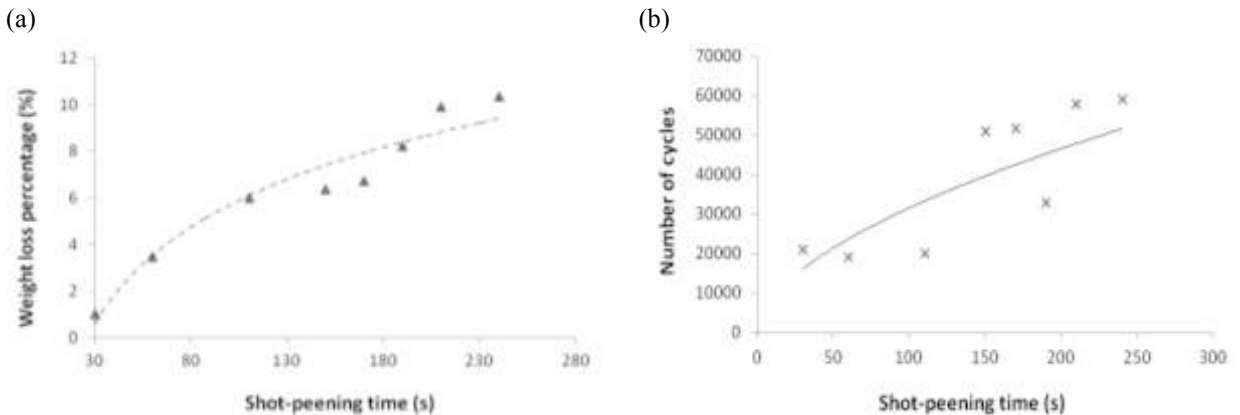 (a)
(b)
Weight loss percentage (%)
12
10
8
6
4
2
0
30 80 130 180 230 280
Shot-peening time (s)
Number of cycles
70000
60000
50000
40000
30000
20000
10000
0
0 50 100 150 200 250 300
Shot-peening time (s)